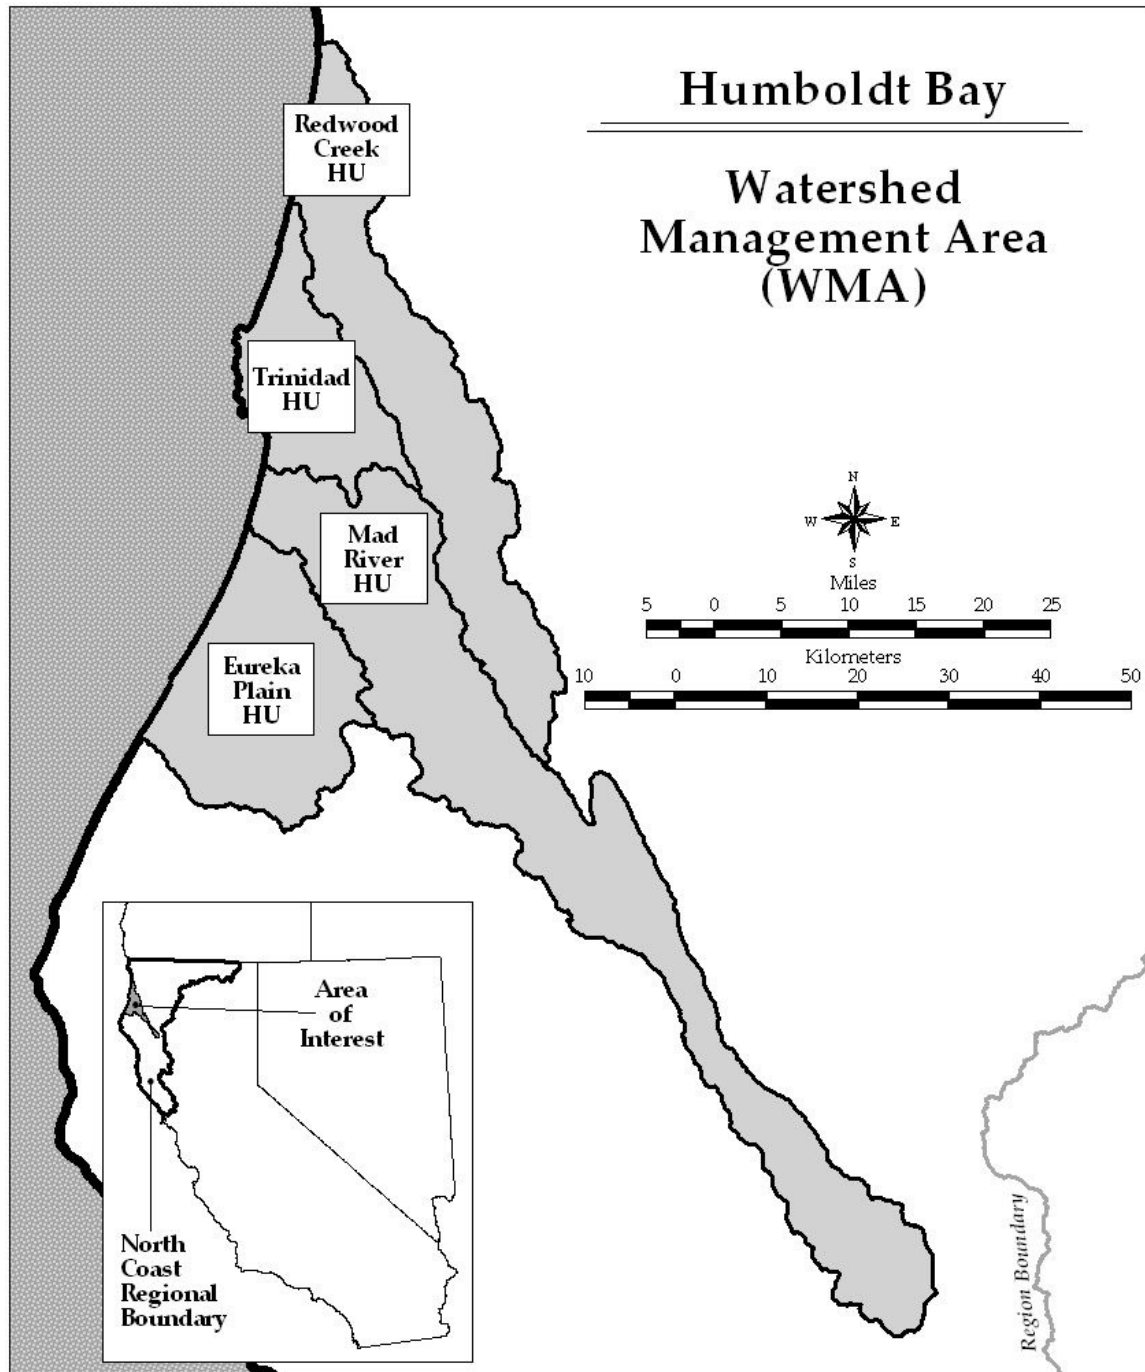 Humboldt Bay
Watershed
Management Area
(WMA)
Redwood
Creek
HU
Trinidad
HU
Mad
River
HU
Eureka
Plain
HU
N
W E
S
Miles
5 0 5 10 15 20 25
Kilometers
10 0 10 20 30 40 50
Area
of
Interest
North
Coast
Regional
Boundary
Region Boundary